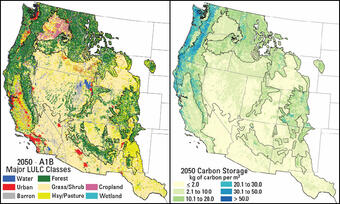 2050 - A1B
Major LULC Classes
Water
Forest
Urban
Grass/Shrub
Cropland
Barron
Hay/Pasture
Wetland
2050 Carbon Storage
kg of carbon per m²
≤ 2.0
20.1 to 30.0
2.1 to 10.0
30.1 to 50.0
10.1 to 20.0
> 50.0